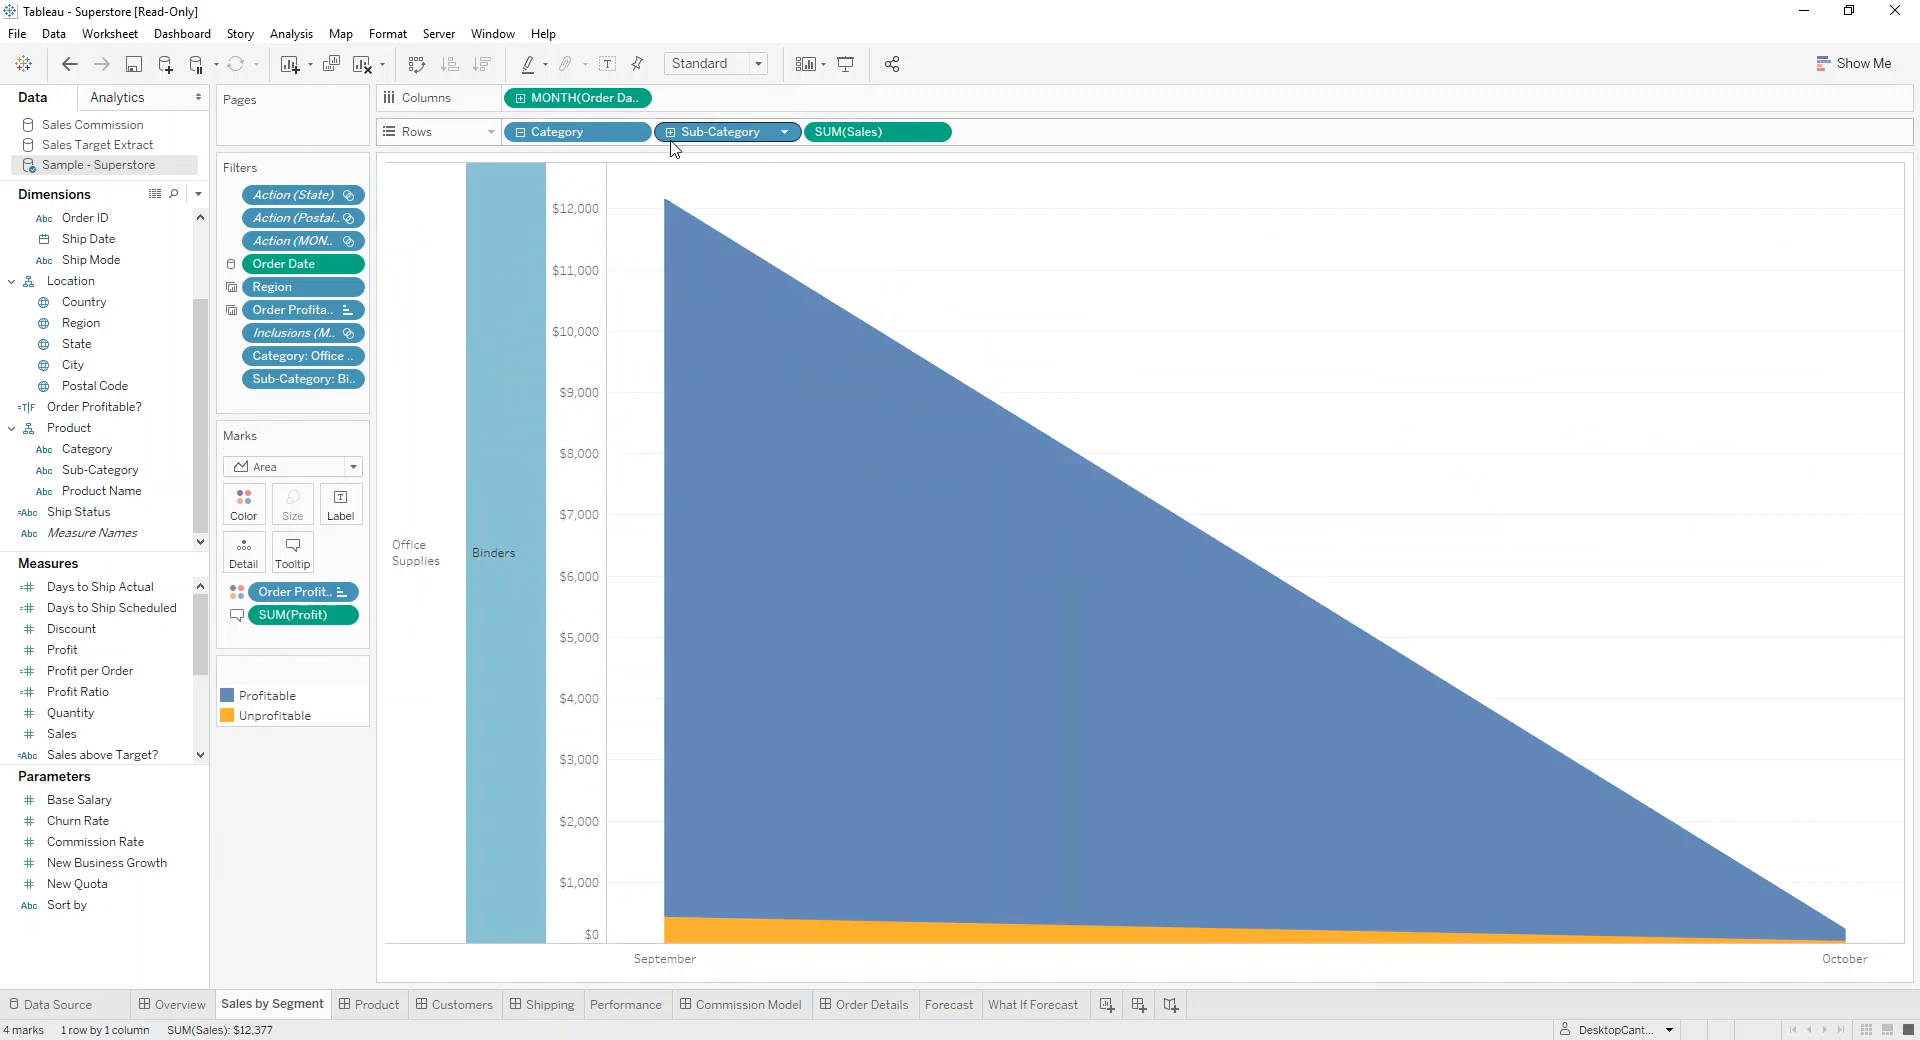 Tableau - Superstore [Read-Only]
File Data Worksheet Dashboard Story Analysis Map Format Server Window Help
Standard
Show Me
Data Analytics
Sales Commission
Sales Target Extract
Sample - Superstore
Dimensions
Abc Order ID
Ship Date
Abc Ship Mode
Location
Country
Region
State
City
Postal Code
=T|F Order Profitable?
Product
Abc Category
Abc Sub-Category
Abc Product Name
=Abc Ship Status
Abc Measure Names
Measures
=# Days to Ship Actual
=# Days to Ship Scheduled
# Discount
# Profit
=# Profit per Order
=# Profit Ratio
# Quantity
# Sales
=Abc Sales above Target?
Parameters
# Base Salary
# Churn Rate
# Commission Rate
# New Business Growth
# New Quota
Abc Sort by
Pages
Filters
Action (State)
Action (Postal..
Action (MON..
Order Date
Region
Order Profita..
Inclusions (M..
Category: Office ..
Sub-Category: Bi..
Marks
Area
Color Size Label
Detail Tooltip
Order Profit..
SUM(Profit)
Profitable
Unprofitable
Columns MONTH(Order Da..
Rows Category Sub-Category SUM(Sales)
Office
Supplies
Binders
$12,000
$11,000
$10,000
$9,000
$8,000
$7,000
$6,000
$5,000
$4,000
$3,000
$2,000
$1,000
$0
September October
Data Source Overview Sales by Segment Product Customers Shipping Performance Commission Model Order Details Forecast What If Forecast
4 marks 1 row by 1 column SUM(Sales): $12,377 DesktopCant...